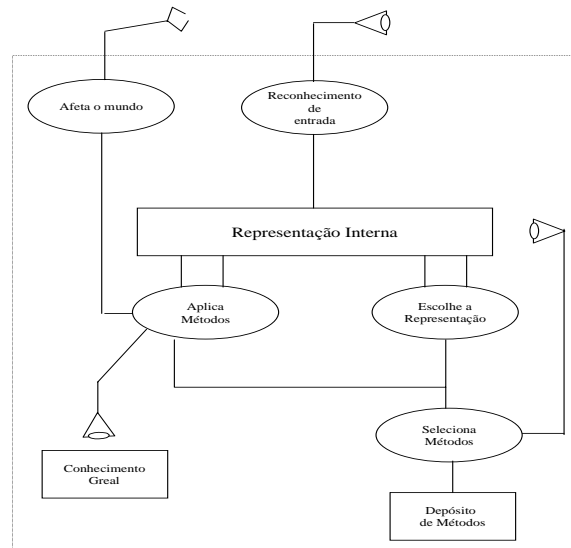 Afeta o mundo
Reconhecimento
de
entrada
Representação Interna
Aplica
Métodos
Escolhe a
Representação
Seleciona
Métodos
Conhecimento
Greal
Depósito
de Métodos